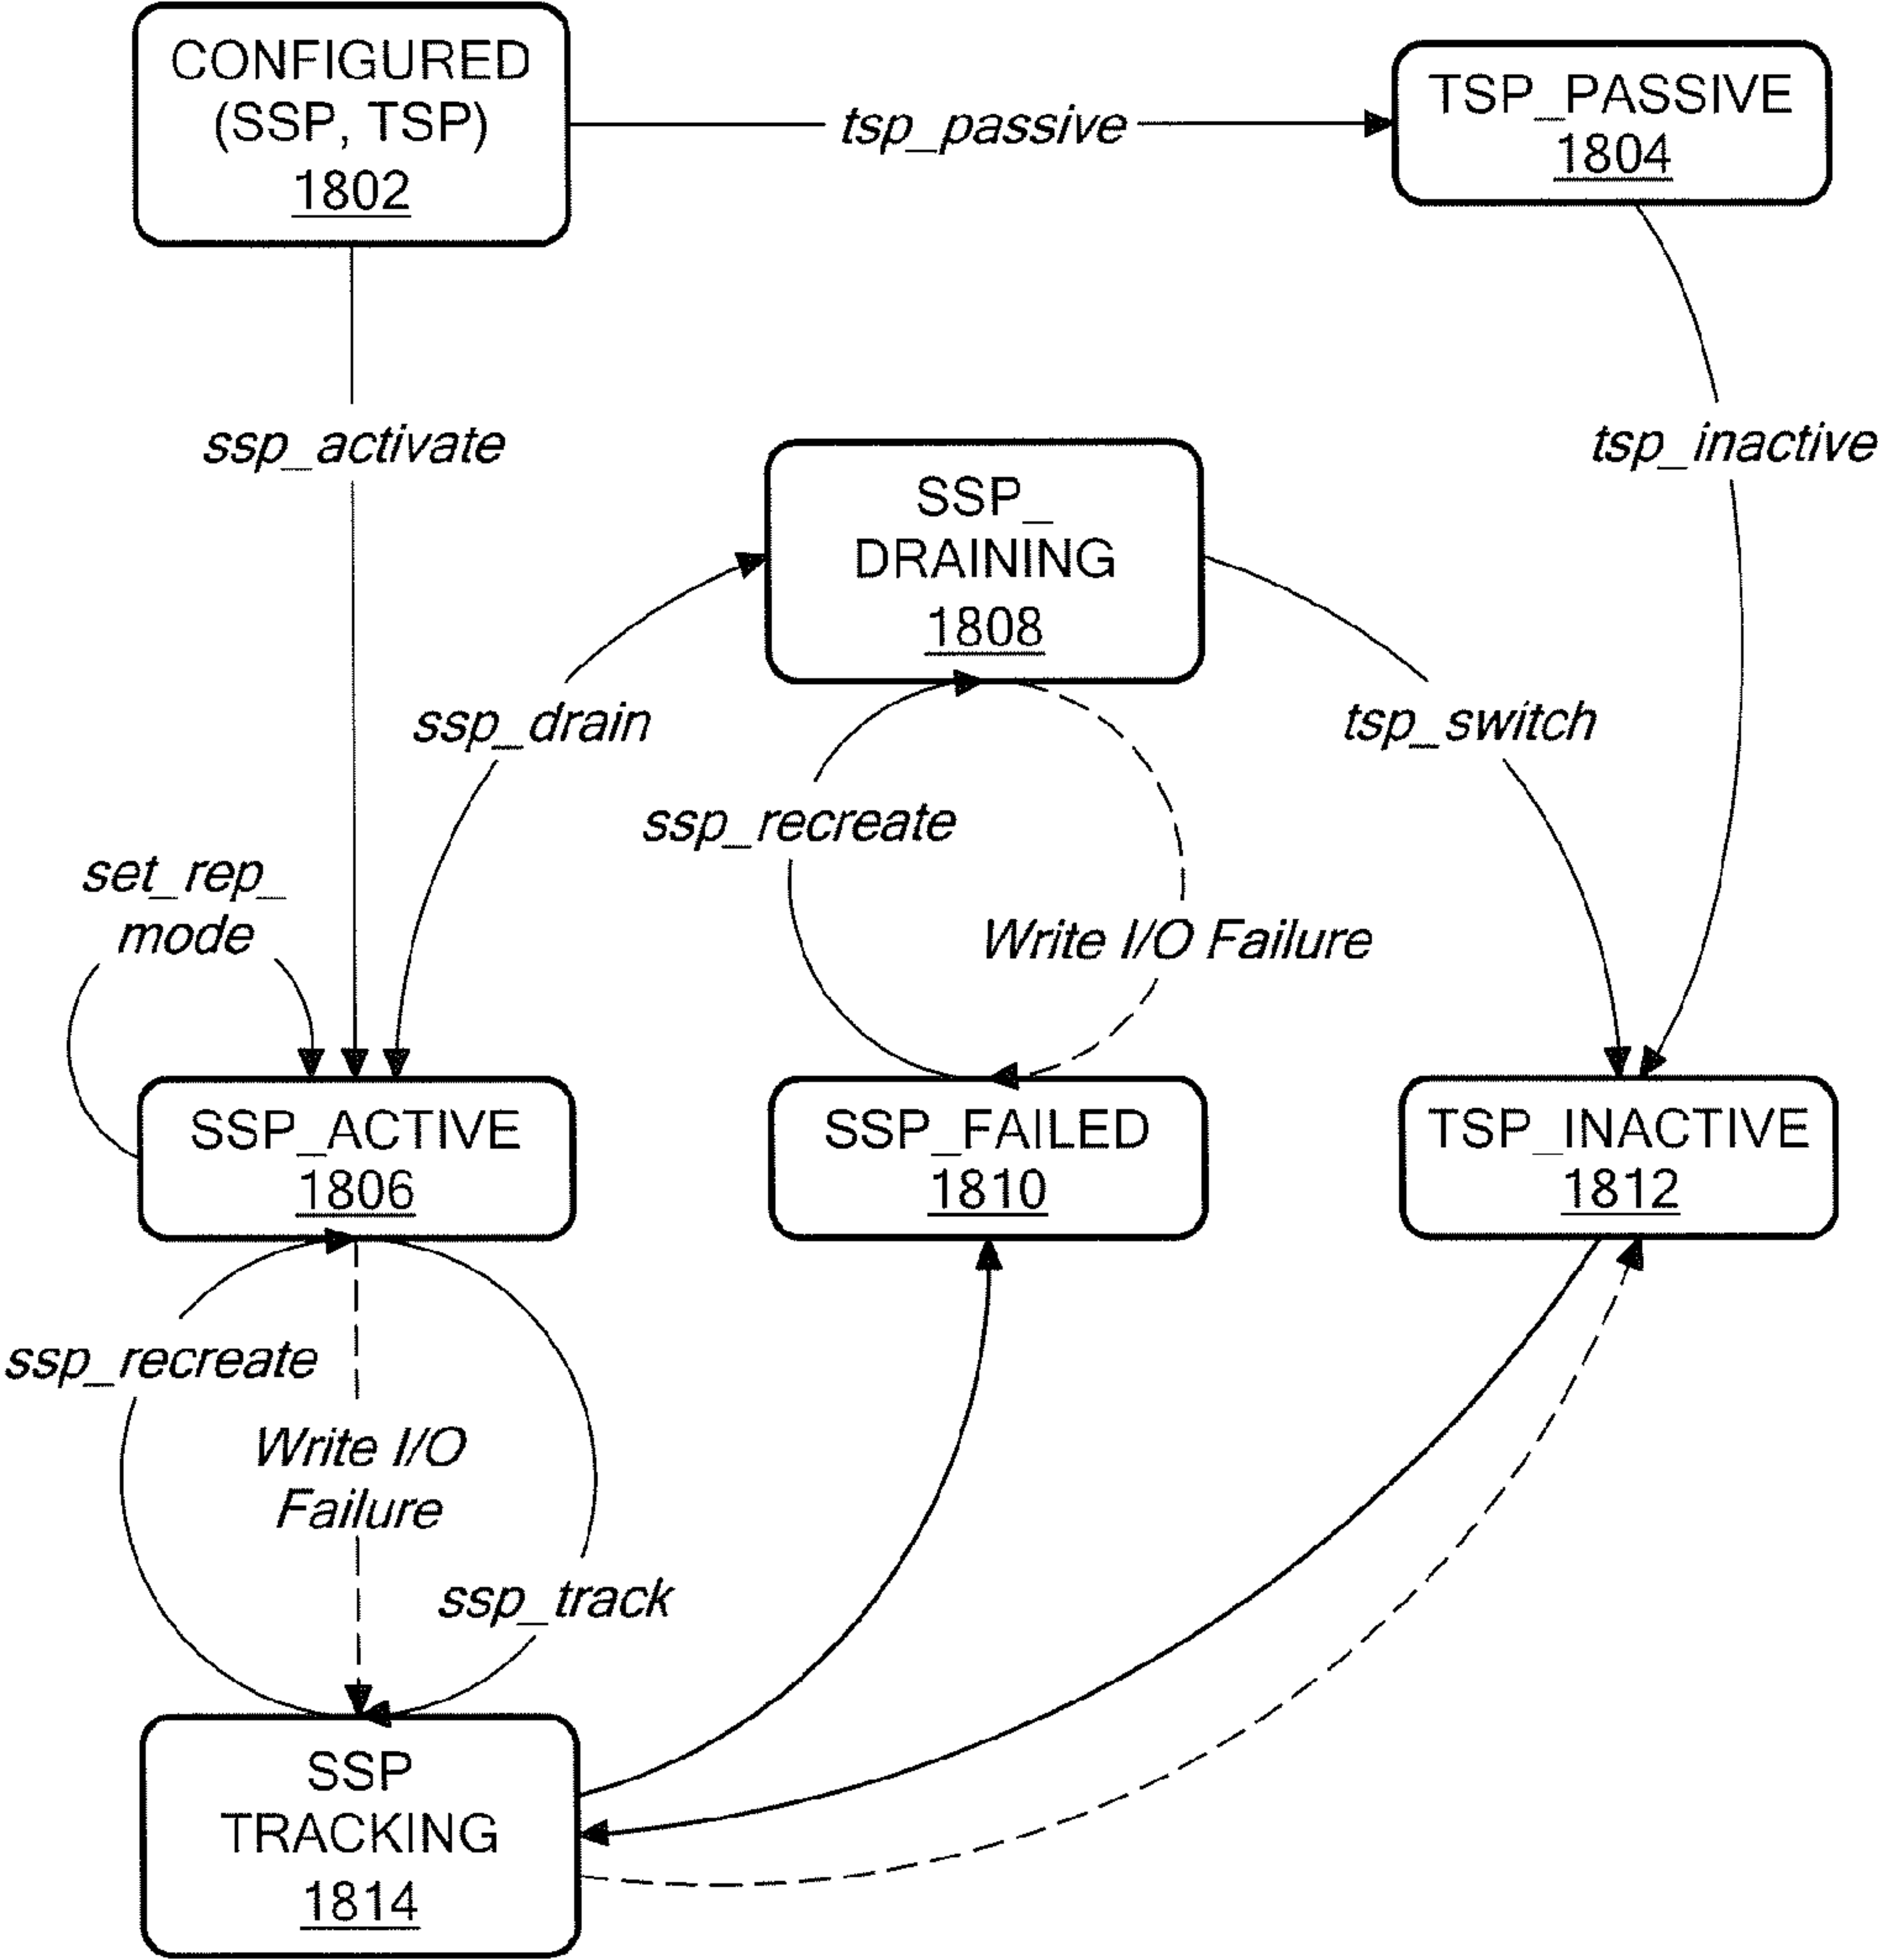 CONFIGURED
(SSP, TSP)
1802
tsp_passive
TSP_PASSIVE
1804
ssp_activate
tsp_inactive
SSP_
DRAINING
1808
ssp_drain
tsp_switch
ssp_recreate
set_rep_
mode
Write I/O Failure
SSP_ACTIVE
1806
SSP_FAILED
1810
TSP_INACTIVE
1812
ssp_recreate
Write I/O
Failure
ssp_track
SSP
TRACKING
1814